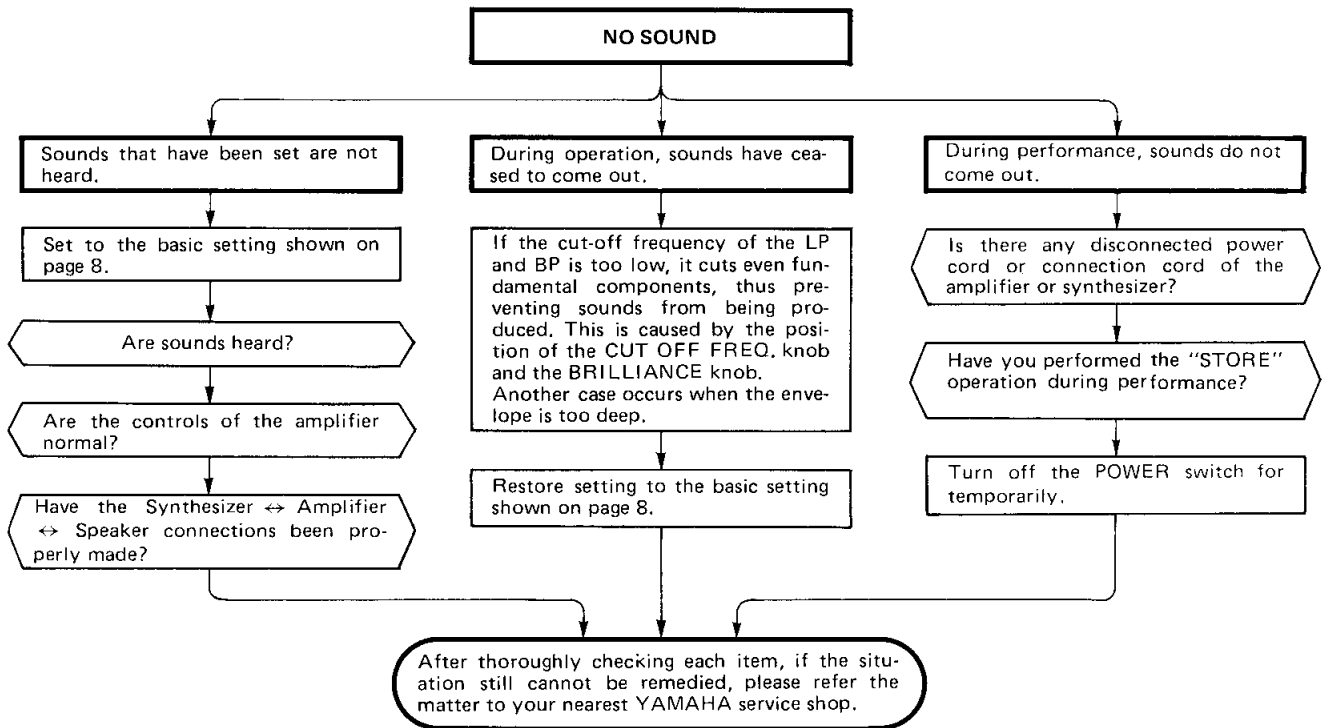 NO SOUND
Sounds that have been set are not
heard.
Set to the basic setting shown on
page 8.
Are sounds heard?
Are the controls of the amplifier
normal?
Have the Synthesizer ↔ Amplifier
↔ Speaker connections been pro-
perly made?
During operation, sounds have cea-
sed to come out.
If the cut-off frequency of the LP
and BP is too low, it cuts even fun-
damental components, thus pre-
venting sounds from being pro-
duced. This is caused by the posi-
tion of the CUT OFF FREQ. knob
and the BRILLIANCE knob.
Another case occurs when the enve-
lope is too deep.
Restore setting to the basic setting
shown on page 8.
During performance, sounds do not
come out.
Is there any disconnected power
cord or connection cord of the
amplifier or synthesizer?
Have you performed the "STORE"
operation during performance?
Turn off the POWER switch for
temporarily.
After thoroughly checking each item, if the situ-
ation still cannot be remedied, please refer the
matter to your nearest YAMAHA service shop.